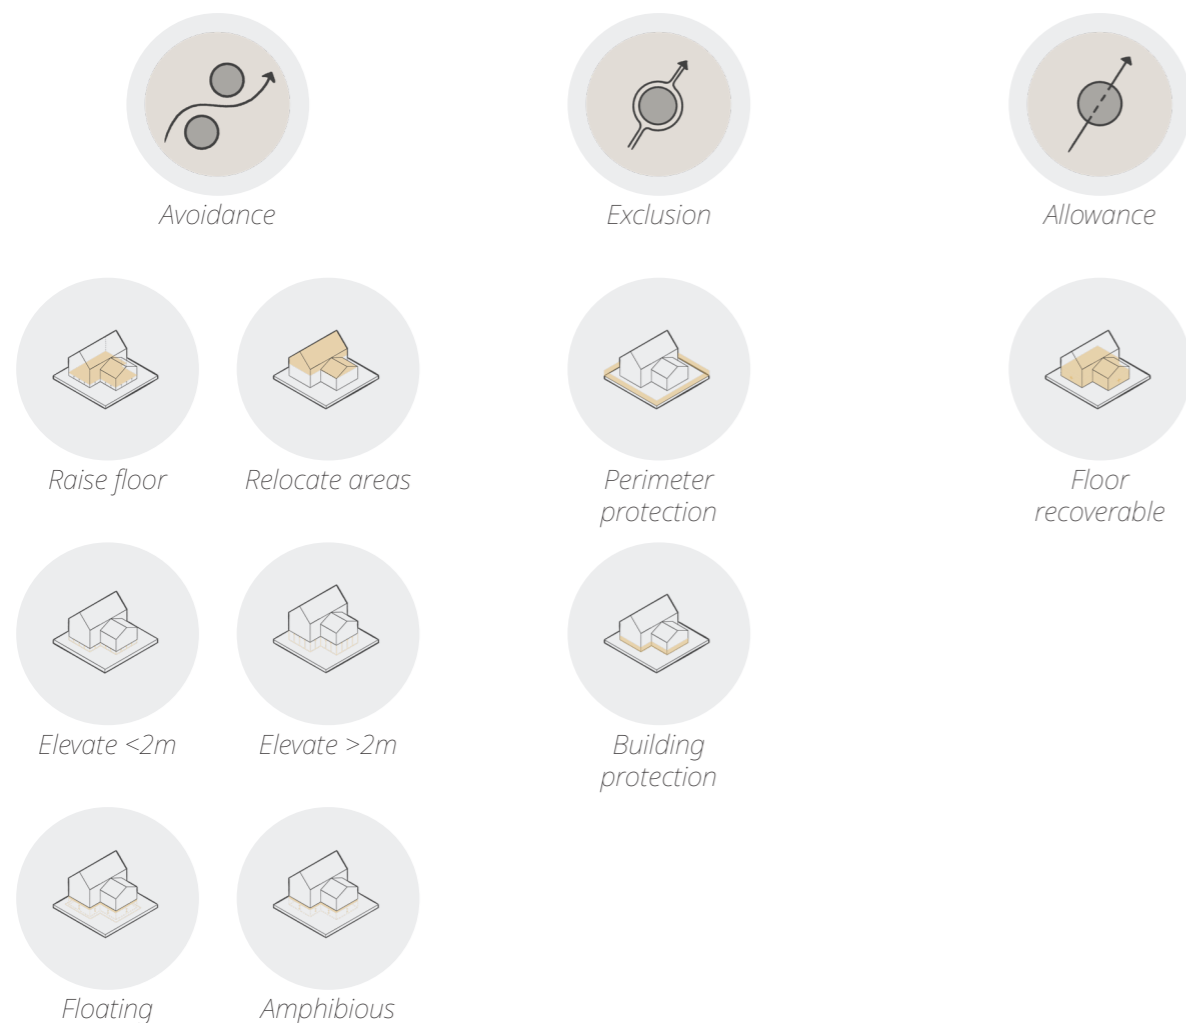 Avoidance
Exclusion
Allowance
Raise floor
Relocate areas
Perimeter
protection
Floor
recoverable
Elevate <2m
Elevate >2m
Building
protection
Floating
Amphibious